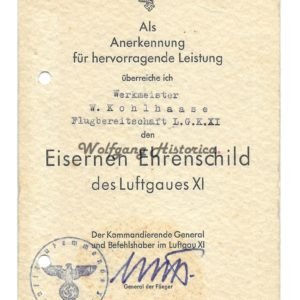 Als
Anerkennung
für hervorragende Leistung
überreiche ich
Werkmeister
W. Kohlhaase
Flugbereitschaft L.G.K.XI
den
Wolfgang Historica
Eisernen Ehrenschild
des Luftgaues XI
Der Kommandierende General
und Befehlshaber im Luftgau XI
General der Flieger